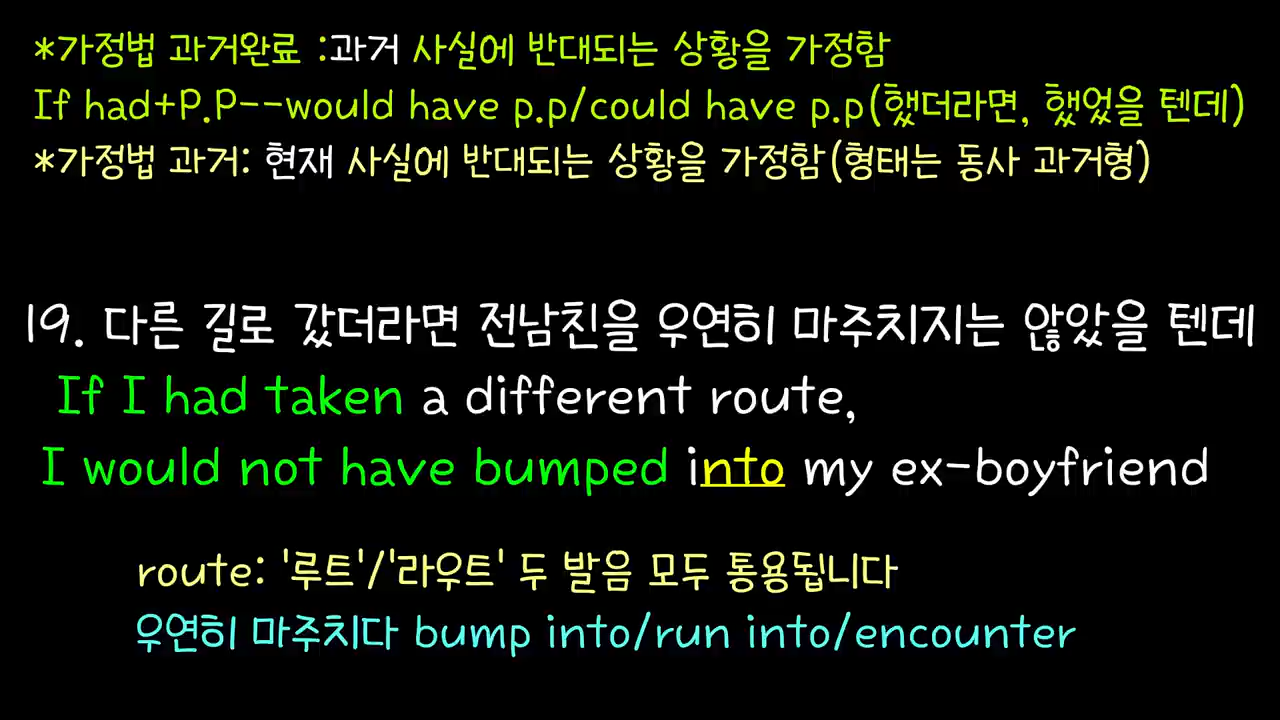 *가정법 과거완료 :과거 사실에 반대되는 상황을 가정함
If had+P.P--would have p.p/could have p.p(했더라면, 했었을 텐데)
*가정법 과거: 현재 사실에 반대되는 상황을 가정함(형태는 동사 과거형)
19. 다른 길로 갔더라면 전남친을 우연히 마주치지는 않았을 텐데
If I had taken a different route,
I would not have bumped into my ex-boyfriend
route: '루트'/'라우트' 두 발음 모두 통용됩니다
우연히 마주치다 bump into/run into/encounter